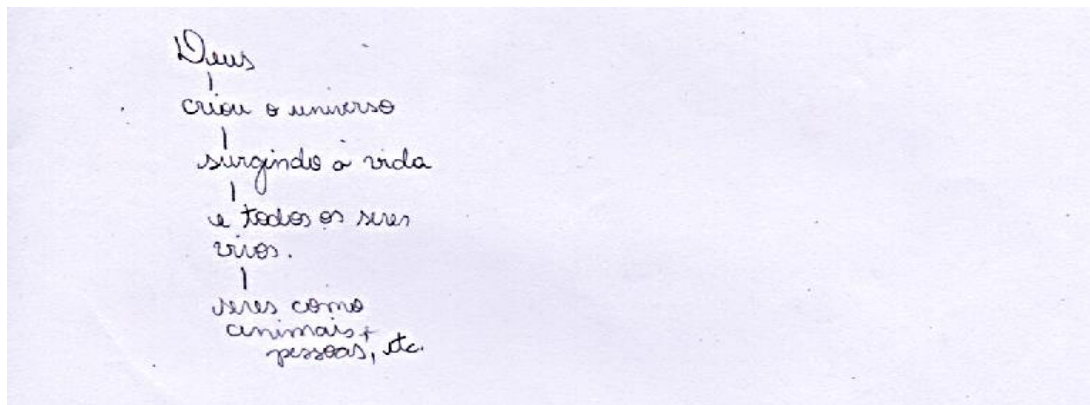 Deus
criou o universo
surgindo a vida
e todos os seres
vivos.
seres como
animais,
pessoas, etc.